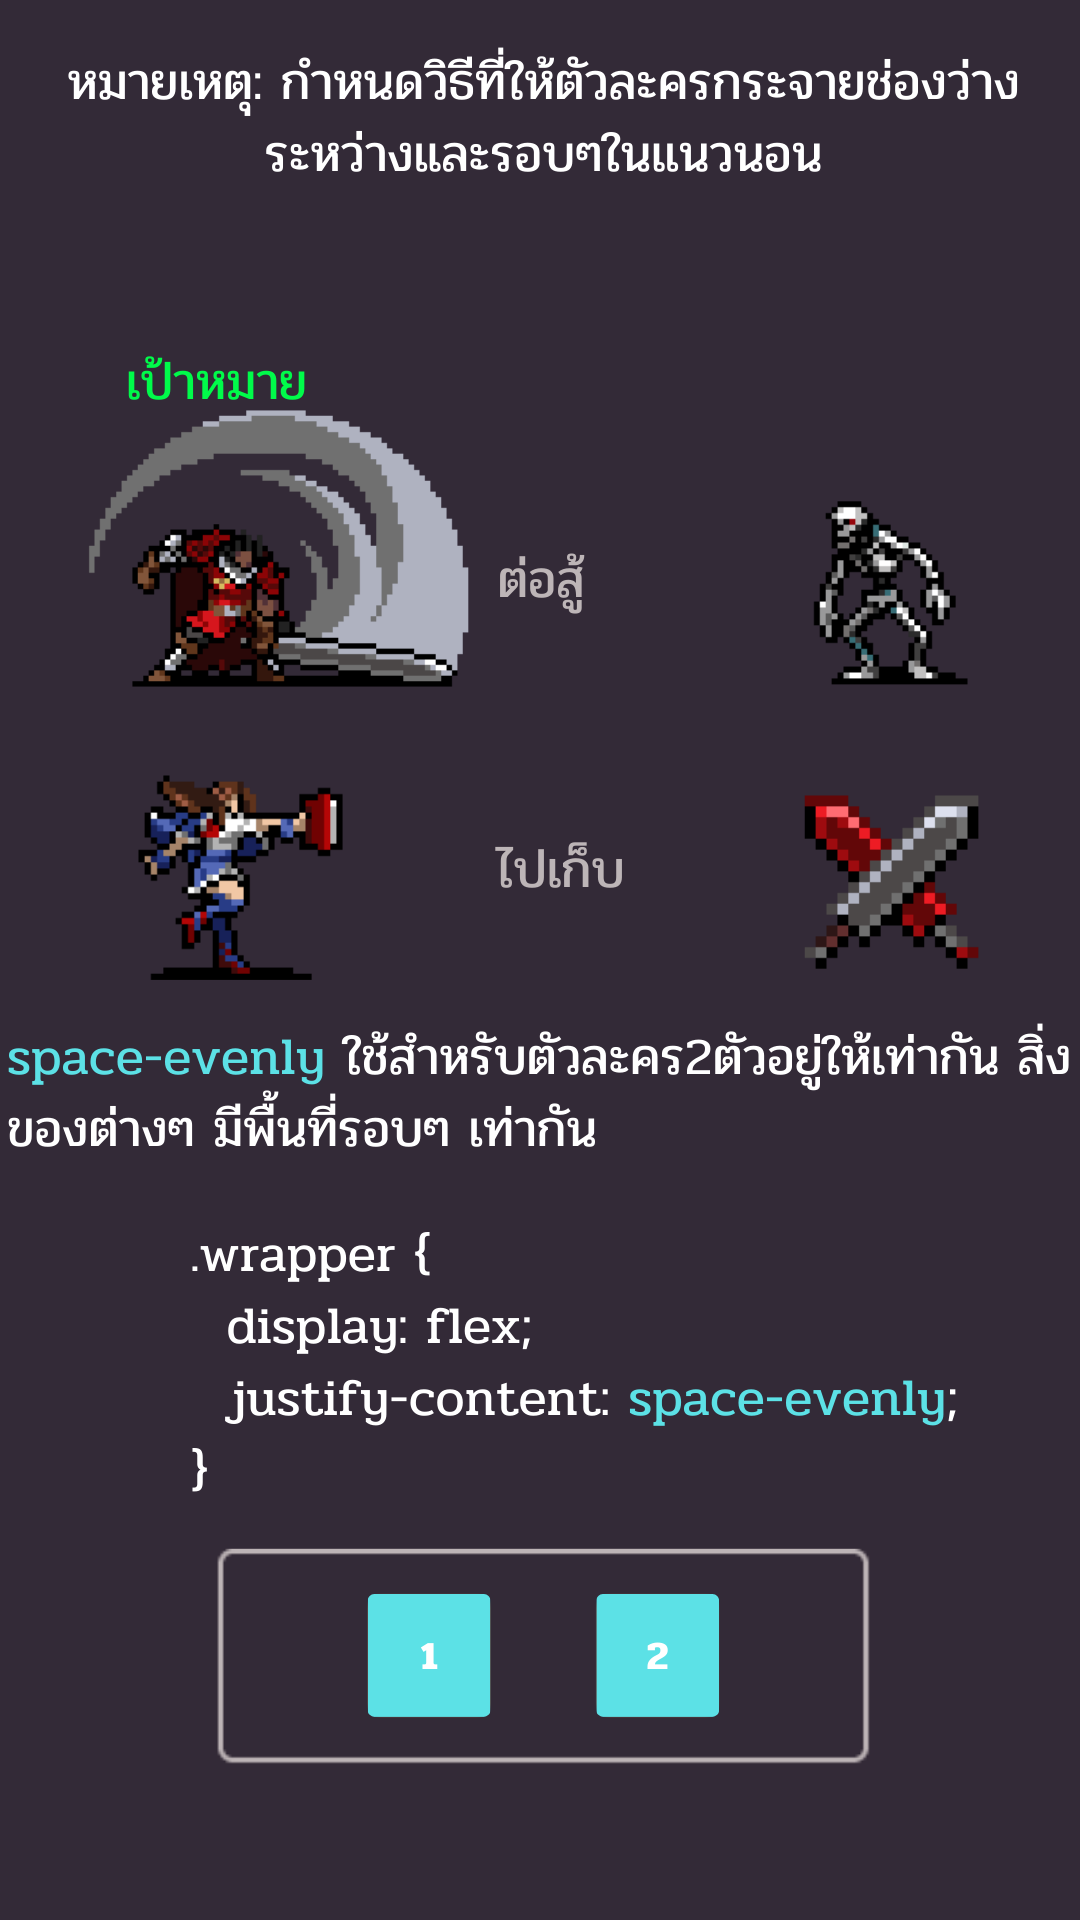 หมายเหตุ: กำหนดวิธีที่ให้ตัวละครกระจายช่องว่าง
ระหว่างและรอบๆในแนวนอน
เป้าหมาย
ต่อสู้
ไปเก็บ
space-evenly ใช้สำหรับตัวละคร2ตัวอยู่ให้เท่ากัน สิ่ง
ของต่างๆ มีพื้นที่รอบๆ เท่ากัน
.wrapper {
display: flex;
justify-content: space-evenly;
}
1 2